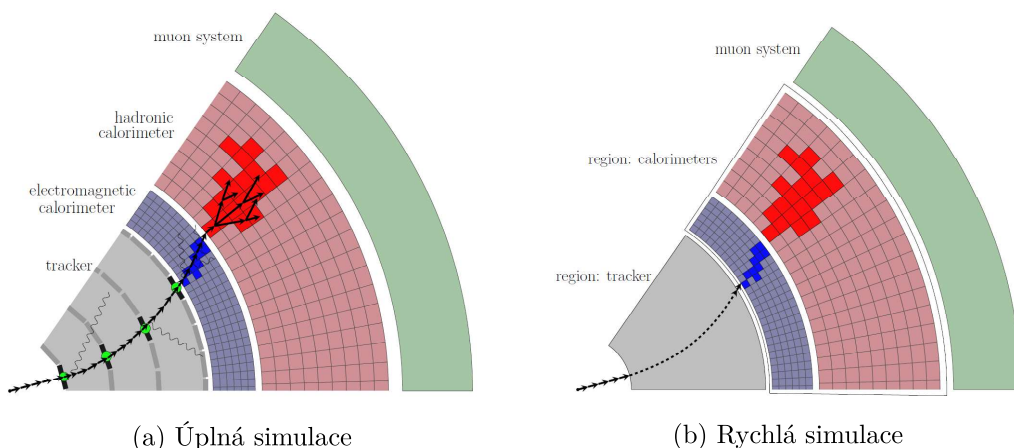 muon system
hadronic
calorimeter
electromagnetic
calorimeter
tracker
(a) Úplná simulace
muon system
region: calorimeters
region: tracker
(b) Rychlá simulace